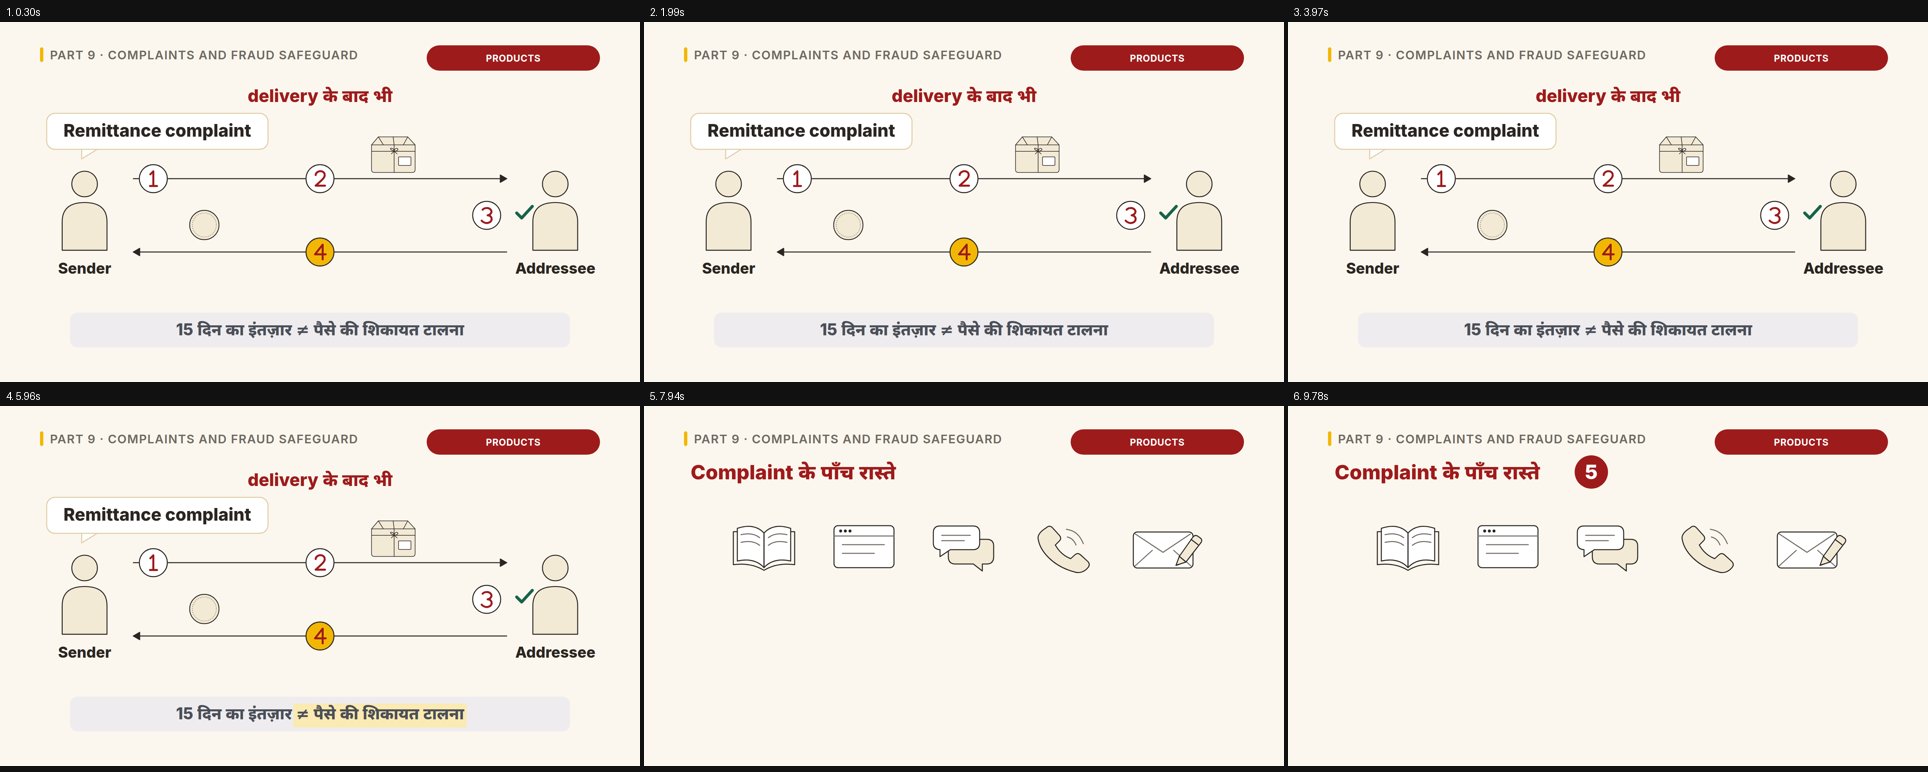 1. 0.30s
PART 9 · COMPLAINTS AND FRAUD SAFEGUARD
PRODUCTS
delivery के बाद भी
Remittance complaint
1
2
3
4
Sender
Addressee
15 दिन का इंतज़ार ≠ पैसे की शिकायत टालना
2. 1.99s
PART 9 · COMPLAINTS AND FRAUD SAFEGUARD
PRODUCTS
delivery के बाद भी
Remittance complaint
1
2
3
4
Sender
Addressee
15 दिन का इंतज़ार ≠ पैसे की शिकायत टालना
3. 3.97s
PART 9 · COMPLAINTS AND FRAUD SAFEGUARD
PRODUCTS
delivery के बाद भी
Remittance complaint
1
2
3
4
Sender
Addressee
15 दिन का इंतज़ार ≠ पैसे की शिकायत टालना
4. 5.96s
PART 9 · COMPLAINTS AND FRAUD SAFEGUARD
PRODUCTS
delivery के बाद भी
Remittance complaint
1
2
3
4
Sender
Addressee
15 दिन का इंतज़ार ≠ पैसे की शिकायत टालना
5. 7.94s
PART 9 · COMPLAINTS AND FRAUD SAFEGUARD
PRODUCTS
Complaint के पाँच रास्ते
6. 9.78s
PART 9 · COMPLAINTS AND FRAUD SAFEGUARD
PRODUCTS
Complaint के पाँच रास्ते
5